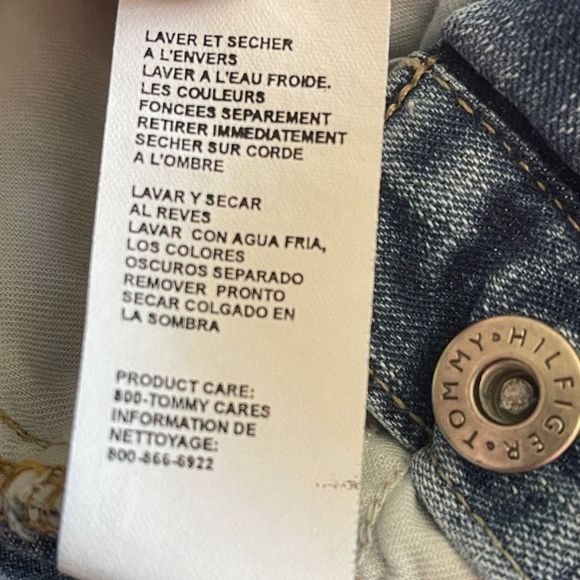 LAVER ET SECHER
A L'ENVERS
LAVER A L'EAU FROIDE.
LES COULEURS
FONCEES SEPAREMENT
RETIRER IMMEDIATEMENT
SECHER SUR CORDE
A L'OMBRE
LAVAR Y SECAR
AL REVES
LAVAR CON AGUA FRIA,
LOS COLORES
OSCUROS SEPARADO
REMOVER PRONTO
SECAR COLGADO EN
LA SOMBRA
PRODUCT CARE:
800-TOMMY CARES
INFORMATION DE
NETTOYAGE:
800-866-6922
TOMMY HILFIGER